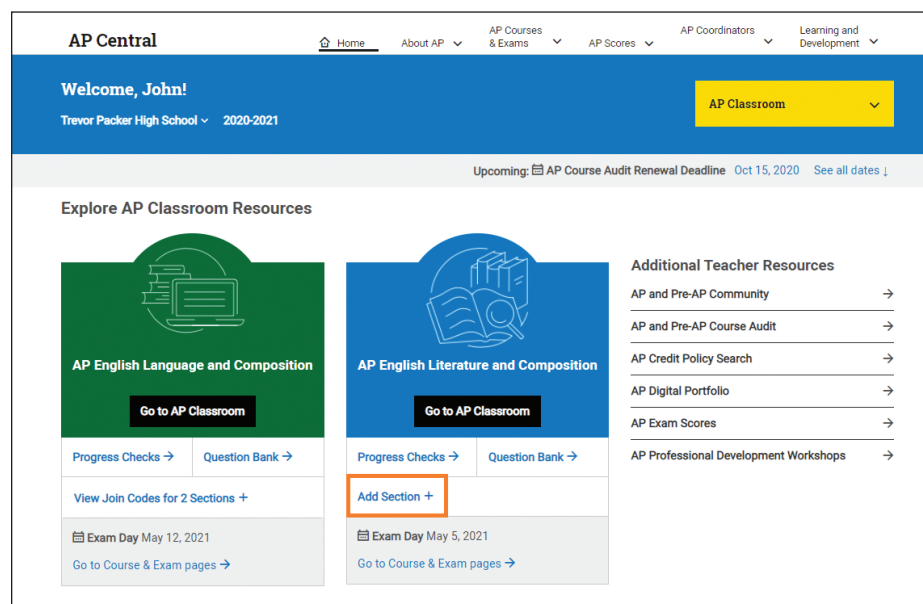 AP Central
Home
About AP
AP Courses
& Exams
AP Scores
AP Coordinators
Learning and
Development
Welcome, John!
Trevor Packer High School 2020-2021
AP Classroom
Upcoming: AP Course Audit Renewal Deadline Oct 15, 2020 See all dates ↓
Explore AP Classroom Resources
AP English Language and Composition
Go to AP Classroom
Progress Checks → Question Bank →
View Join Codes for 2 Sections +
Exam Day May 12, 2021
Go to Course & Exam pages →
AP English Literature and Composition
Go to AP Classroom
Progress Checks → Question Bank →
Add Section +
Exam Day May 5, 2021
Go to Course & Exam pages →
Additional Teacher Resources
AP and Pre-AP Community →
AP and Pre-AP Course Audit →
AP Credit Policy Search →
AP Digital Portfolio →
AP Exam Scores →
AP Professional Development Workshops →